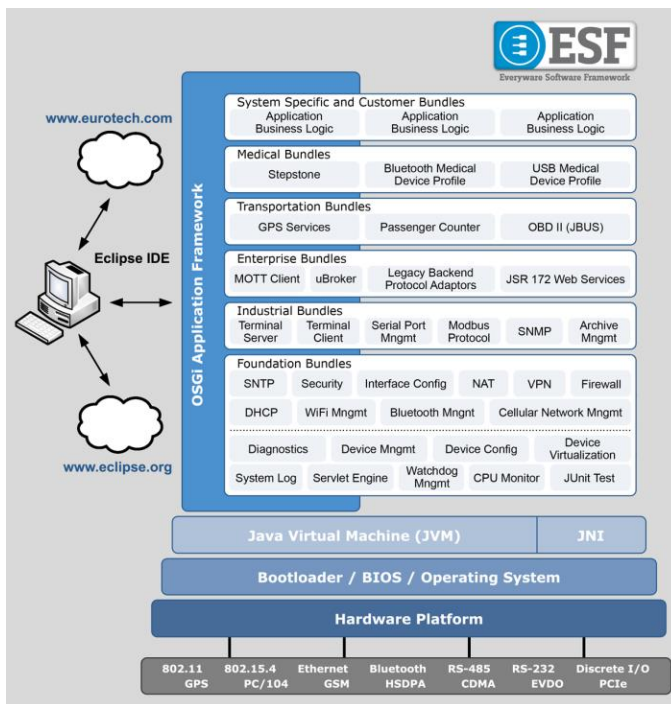 ESF
Everyware Software Framework
www.eurotech.com
Eclipse IDE
www.eclipse.org
OSGi Application Framework
System Specific and Customer Bundles
Application Business Logic
Application Business Logic
Application Business Logic
Medical Bundles
Stepstone
Bluetooth Medical Device Profile
USB Medical Device Profile
Transportation Bundles
GPS Services
Passenger Counter
OBD II (JBUS)
Enterprise Bundles
MOTT Client
uBroker
Legacy Backend Protocol Adaptors
JSR 172 Web Services
Industrial Bundles
Terminal Server
Terminal Client
Serial Port Mngmt
Modbus Protocol
SNMP
Archive Mngmt
Foundation Bundles
SNTP
Security
Interface Config
NAT
VPN
Firewall
DHCP
WiFi Mngmt
Bluetooth Mngnt
Cellular Network Mgmt
Diagnostics
Device Mngmt
Device Config
Device Virtualization
System Log
Servlet Engine
Watchdog Mngmt
CPU Monitor
JUnit Test
Java Virtual Machine (JVM)
JNI
Bootloader / BIOS / Operating System
Hardware Platform
802.11 802.15.4 Ethernet Bluetooth RS-485 RS-232 Discrete I/O
GPS PC/104 GSM HSDPA CDMA EVDO PCIe